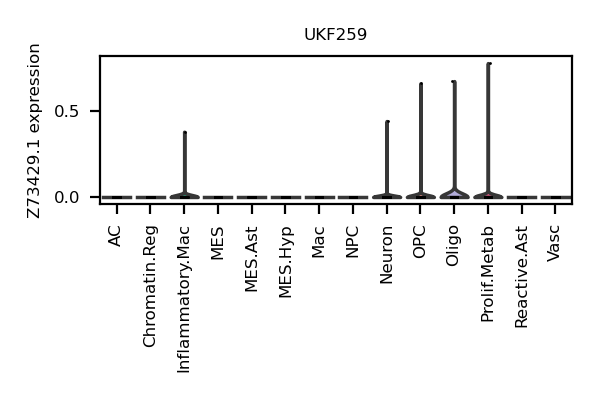 UKF259
Z73429.1 expression
0.5
0.0
AC
Chromatin.Reg
Inflammatory.Mac
MES
MES.Ast
MES.Hyp
Mac
NPC
Neuron
OPC
Oligo
Prolif.Metab
Reactive.Ast
Vasc